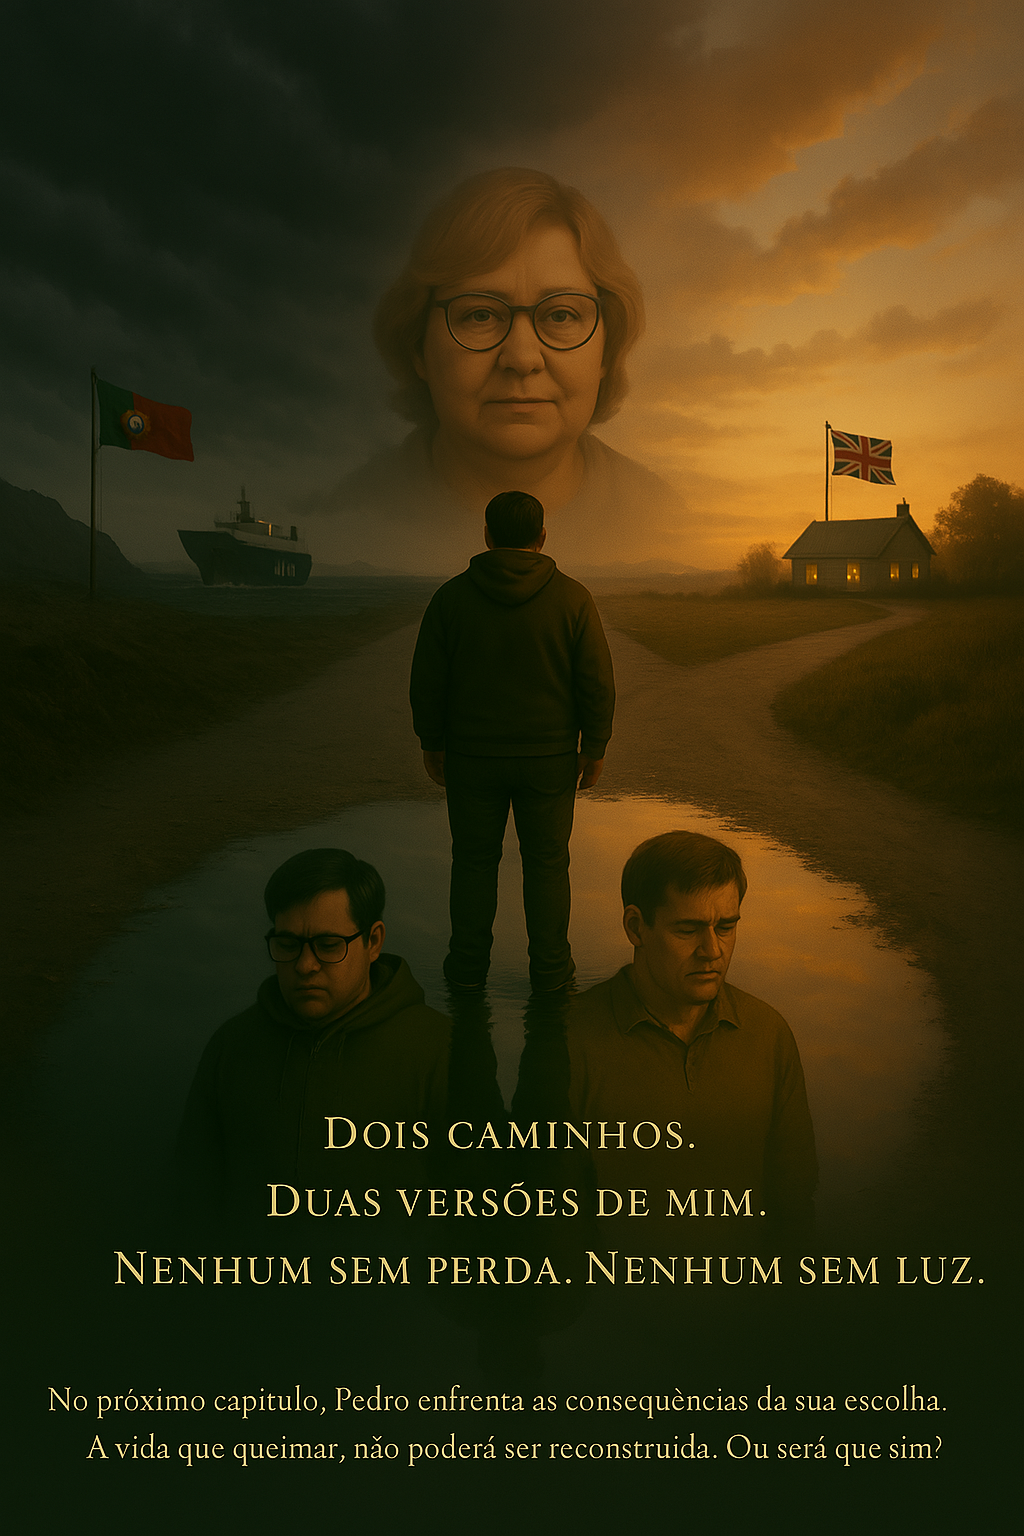 Dois caminhos.
Duas versões de mim.
Nenhum sem perda. Nenhum sem luz.
No próximo capitulo, Pedro enfrenta as consequèncias da sua escolha.
A vida que queimar, nǎo poderá ser reconstruida. Ou será que sim?